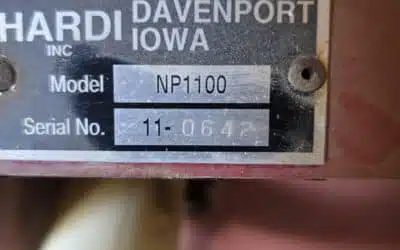 HARDI DAVENPORT
INC IOWA
Model NP1100
Serial No. 11-0642